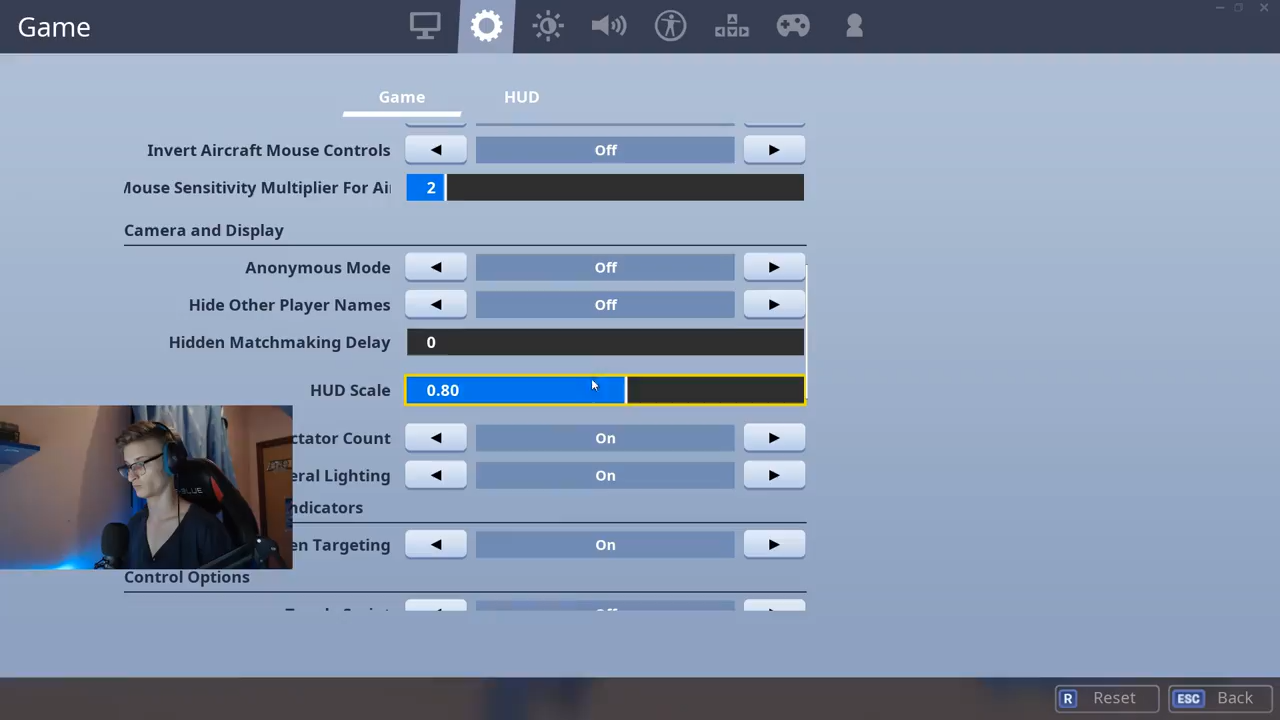 Game
Game HUD
Invert Aircraft Mouse Controls Off
Mouse Sensitivity Multiplier For Ai 2
Camera and Display
Anonymous Mode Off
Hide Other Player Names Off
Hidden Matchmaking Delay 0
HUD Scale 0.80
ctator Count On
eral Lighting On
ndicators
en Targeting On
Control Options
R Reset ESC Back